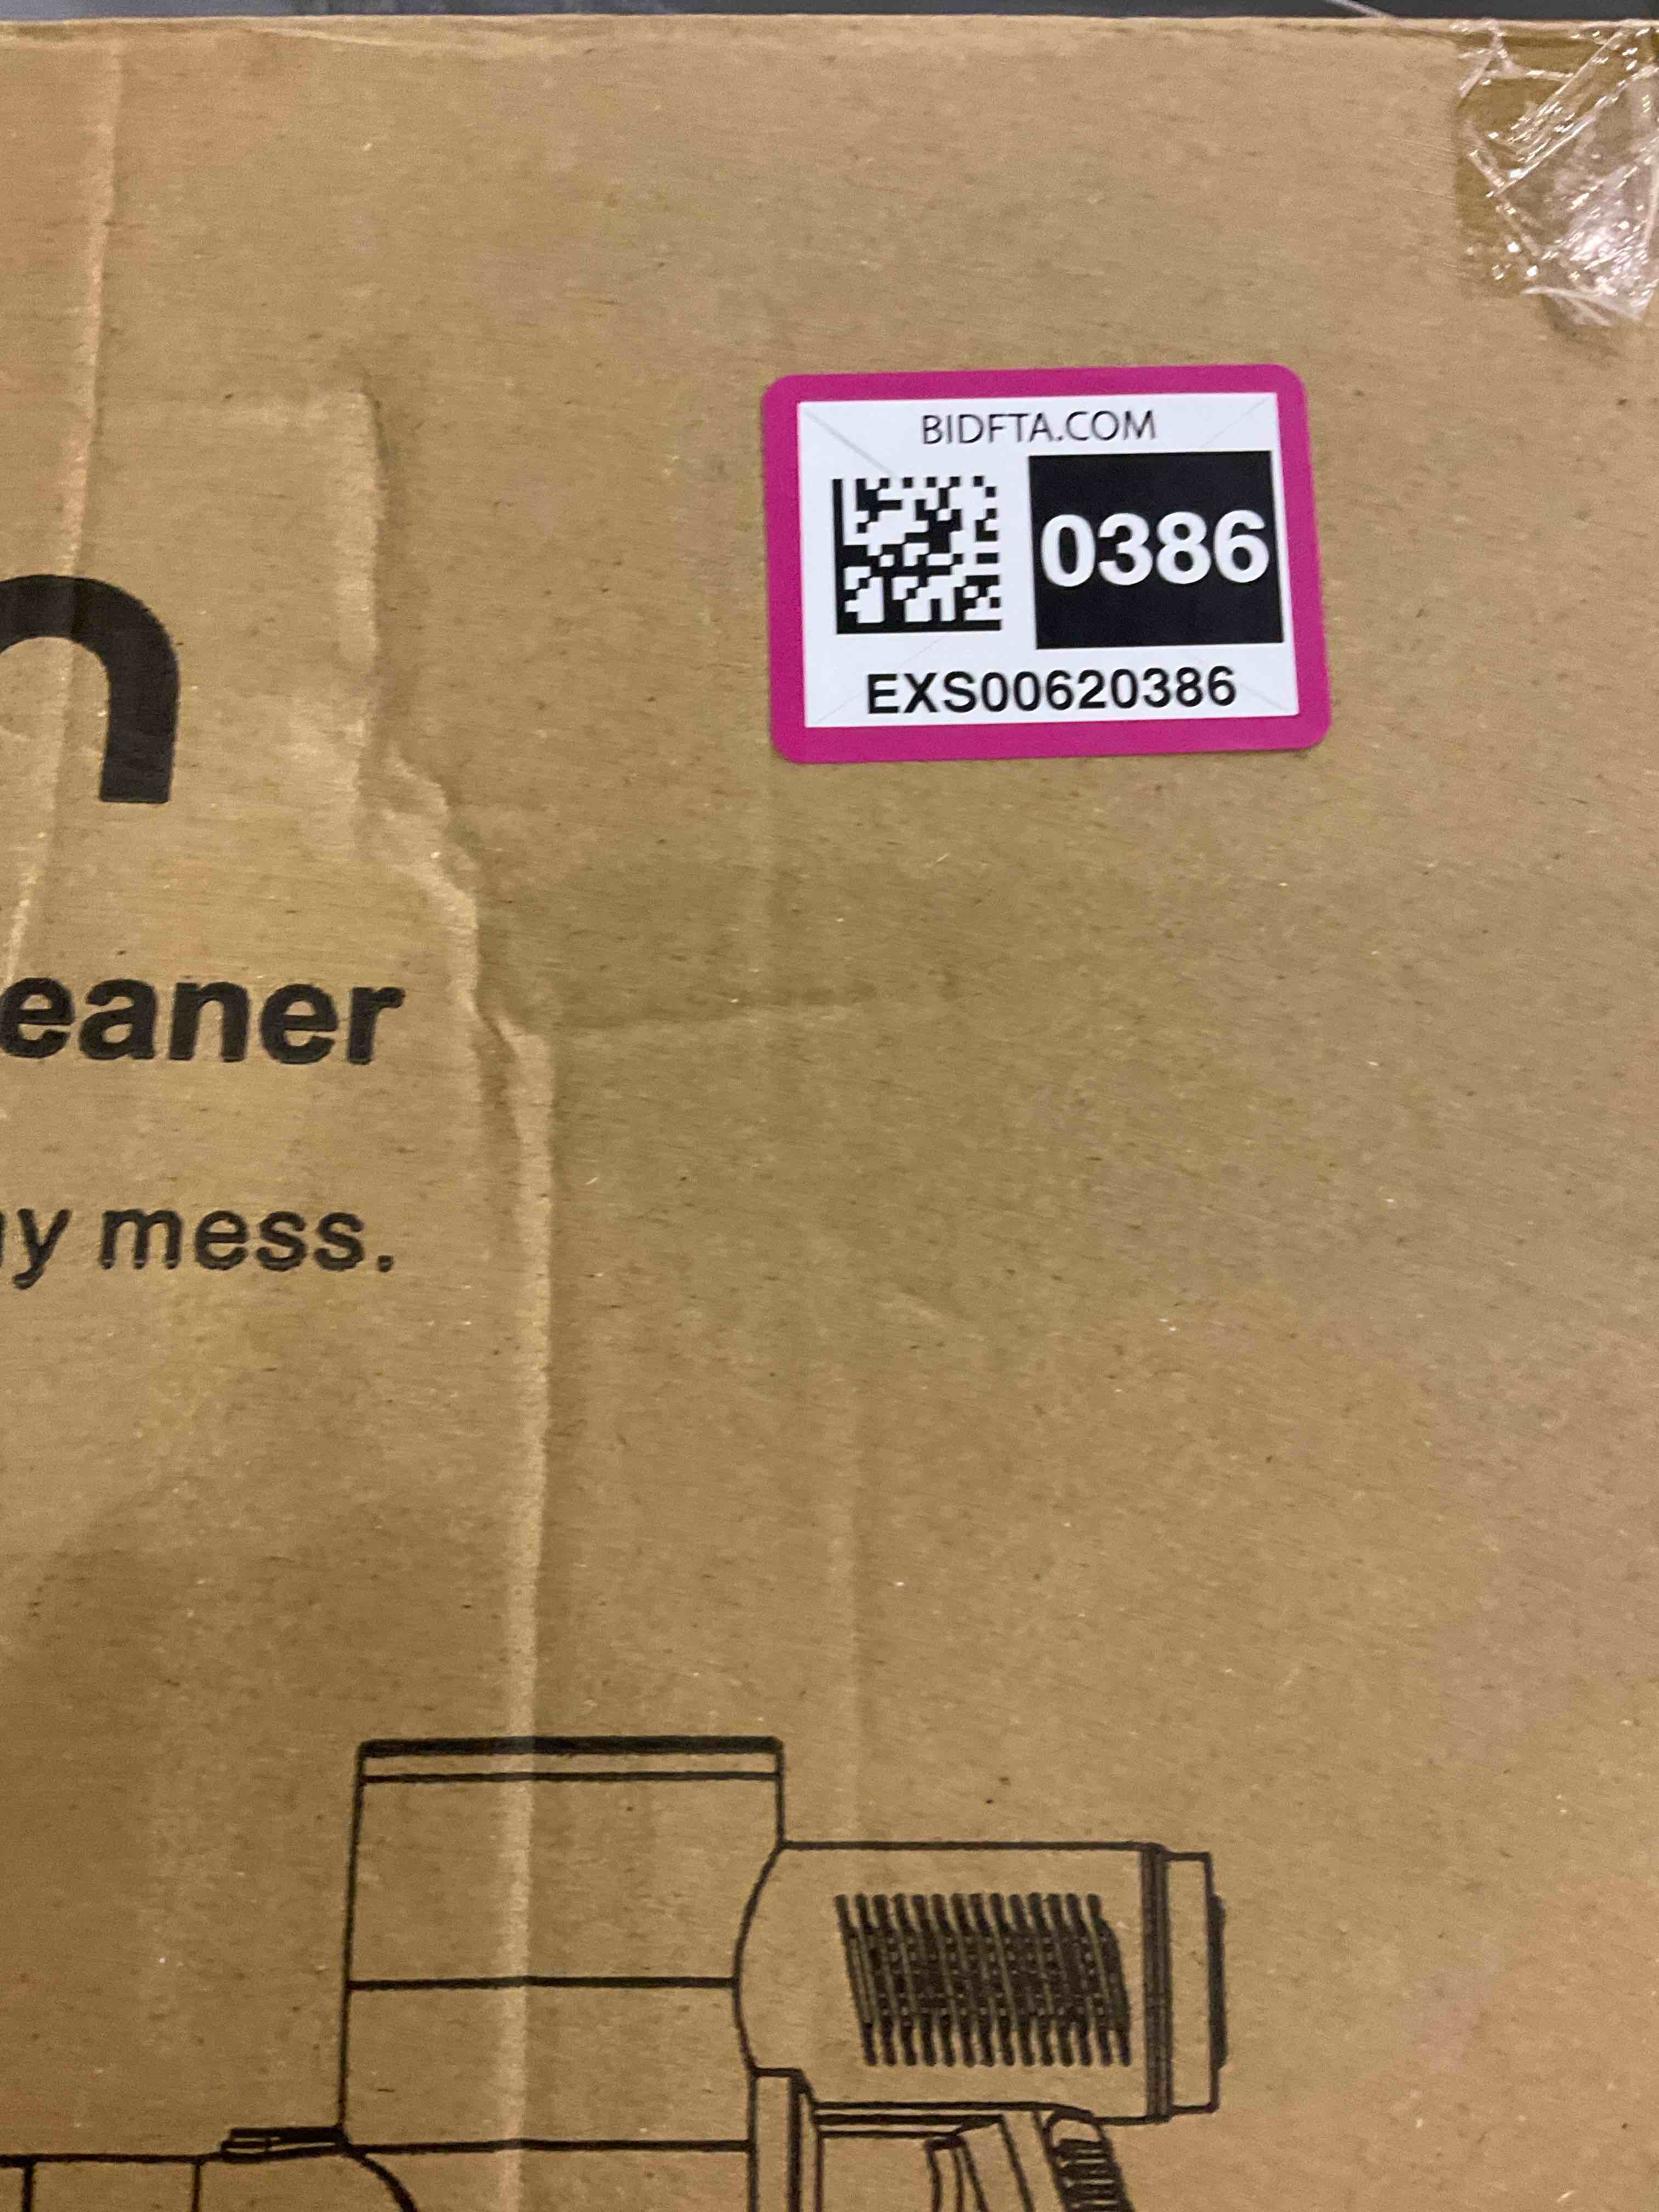 BIDFTA.COM
0386
EXS00620386
n
eaner
y mess.